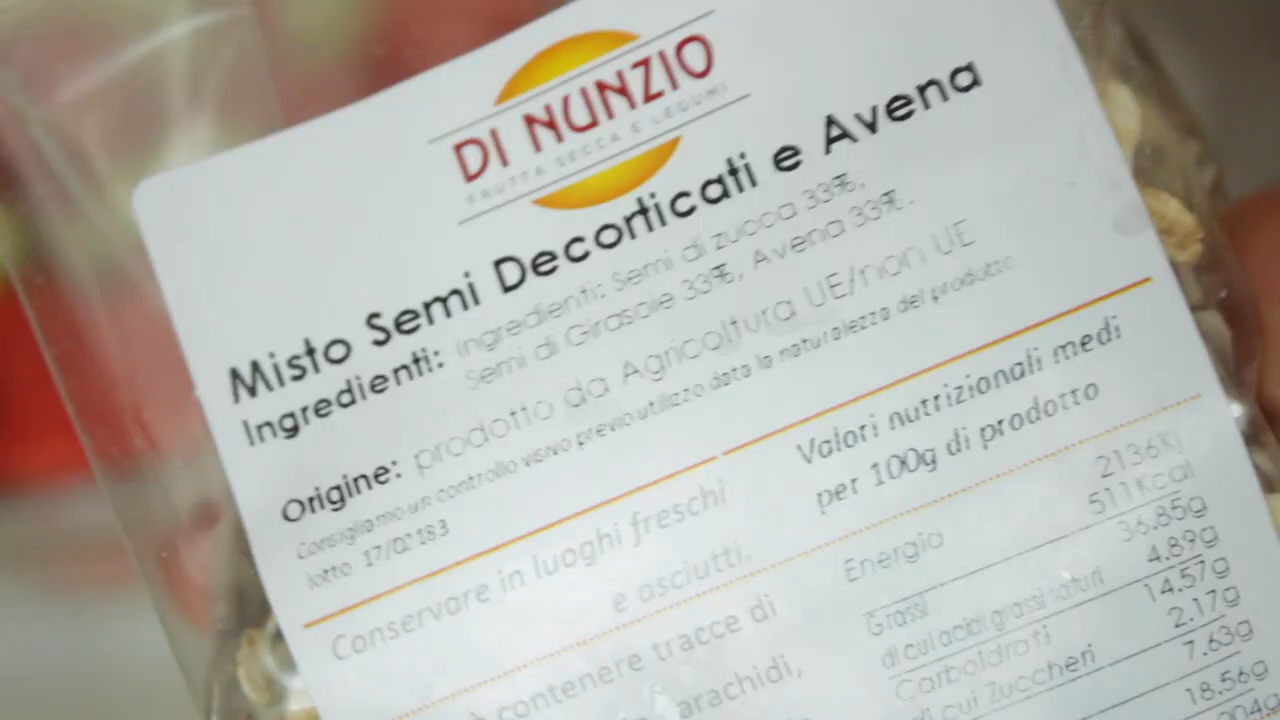 DI NUNZIO
FRUTTA SECCA E LEGUMI
Misto Semi Decorticati e Avena
Ingredienti: Ingredienti: Semi di zucca 33%,
Semi di Girasole 33%, Avena 33%.
Origine: prodotto da Agricoltura UE/non UE
Consigliamo un controllo visivo previo utilizzo data la naturalezza del prodotto
lotto
Conservare in luoghi freschi
e asciutti.
contenere tracce di
arachidi,
Valori nutrizionali medi
per 100g di prodotto
Energia 2136Kj
511Kcal
Grassi 36.85g
di cui acidi grassi saturi 4.89g
Carboidrati 14.57g
di cui Zuccheri 2.17g
7.63g
18.56g